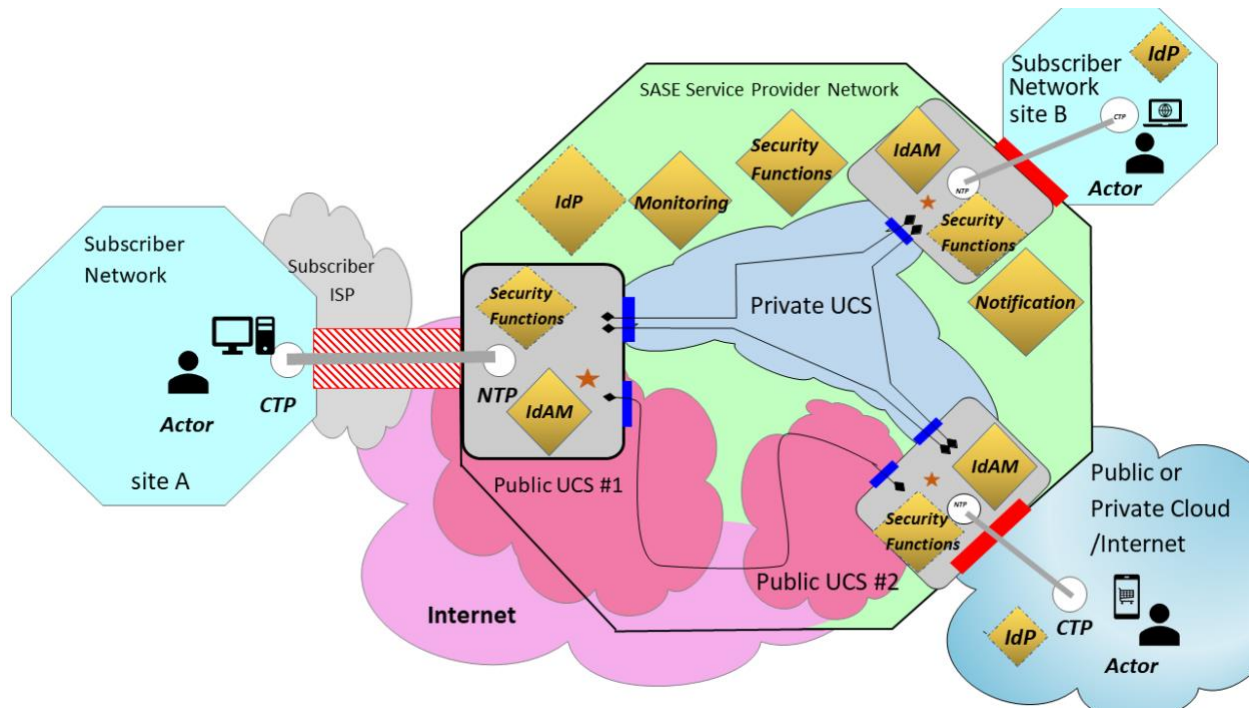 SASE Service Provider Network
Subscriber
Network
site B
IdP
CTP
Actor
IdAM
NTP
Security
Functions
Security
Functions
IdP
Monitoring
Notification
Subscriber
Network
Subscriber
ISP
Actor
CTP
site A
Security
Functions
NTP
IdAM
Private UCS
Public UCS #1
Public UCS #2
Internet
IdAM
NTP
Security
Functions
Public or
Private Cloud
/Internet
IdP
CTP
Actor